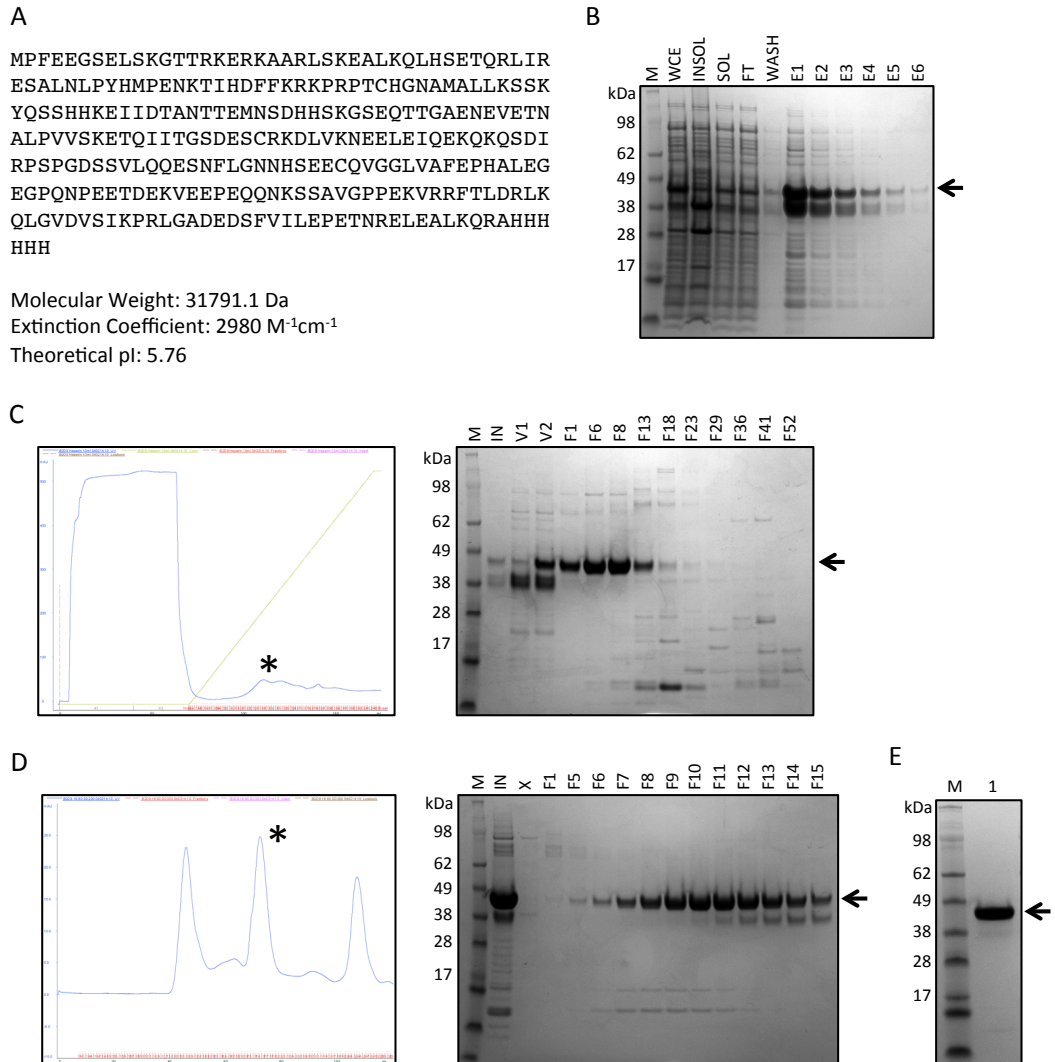 A
MPFEEGSELSKGTTRKERKAARLSKEALKQLHSETQRLIR
ESALNLPYHMPENKTIHDFFKRKPRPTCHGNAMALLKSSK
YQSSHHKEIIDTANTTEMNSDHHSKGSEQTTGAENEVETN
ALPVVSKETQIITGSDESCRKDLVKNEELEIQEKQKQSDI
RPSPGDSSVLQQESNFLGNNHSEECQVGGLVAFEPHALEG
EGPQNPEETDEKVEEPEQQNKSSAVGPPEKVRRFTLDRLK
QLGVDVSIKPRLGADEDSFVILEPETNRELEALKQRAHHH
HHH
Molecular Weight: 31791.1 Da
Extinction Coefficient: 2980 M⁻¹cm⁻¹
Theoretical pI: 5.76
B
M WCE INSOL SOL FT WASH E1 E2 E3 E4 E5 E6
kDa
98
62
49
38
28
17
C
*
M IN V1 V2 F1 F6 F8 F13 F18 F23 F29 F36 F41 F52
kDa
98
62
49
38
28
17
D
*
M IN X F1 F5 F6 F7 F8 F9 F10 F11 F12 F13 F14 F15
kDa
98
62
49
38
28
17
E
M 1
kDa
98
62
49
38
28
17